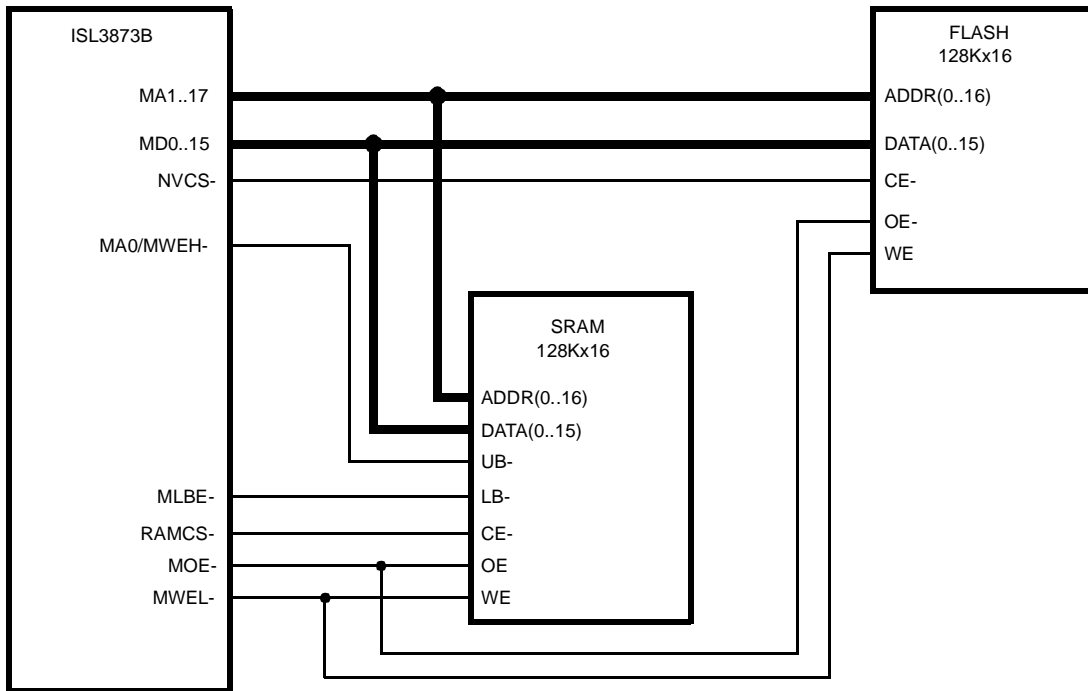 ISL3873B
MA1..17
MD0..15
NVCS-
MA0/MWEH-
MLBE-
RAMCS-
MOE-
MWEL-
SRAM
128Kx16
ADDR(0..16)
DATA(0..15)
UB-
LB-
CE-
OE
WE
FLASH
128Kx16
ADDR(0..16)
DATA(0..15)
CE-
OE-
WE